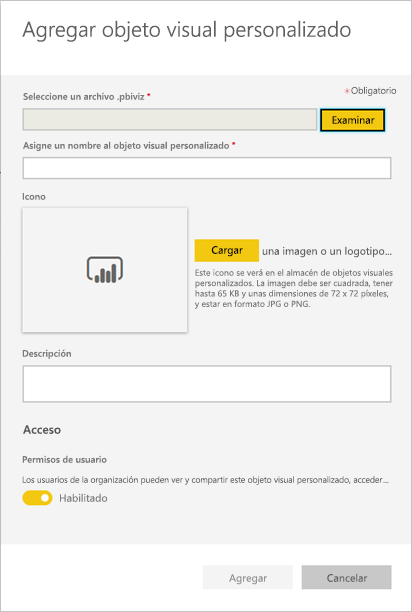 Agregar objeto visual personalizado
*Obligatorio
Seleccione un archivo .pbiviz *
Examinar
Asigne un nombre al objeto visual personalizado *
Icono
Cargar una imagen o un logotipo...
Este icono se verá en el almacén de objetos visuales
personalizados. La imagen debe ser cuadrada, tener
hasta 65 KB y unas dimensiones de 72 x 72 píxeles,
y estar en formato JPG o PNG.
Descripción
Acceso
Permisos de usuario
Los usuarios de la organización pueden ver y compartir este objeto visual personalizado, acceder...
Habilitado
Agregar
Cancelar